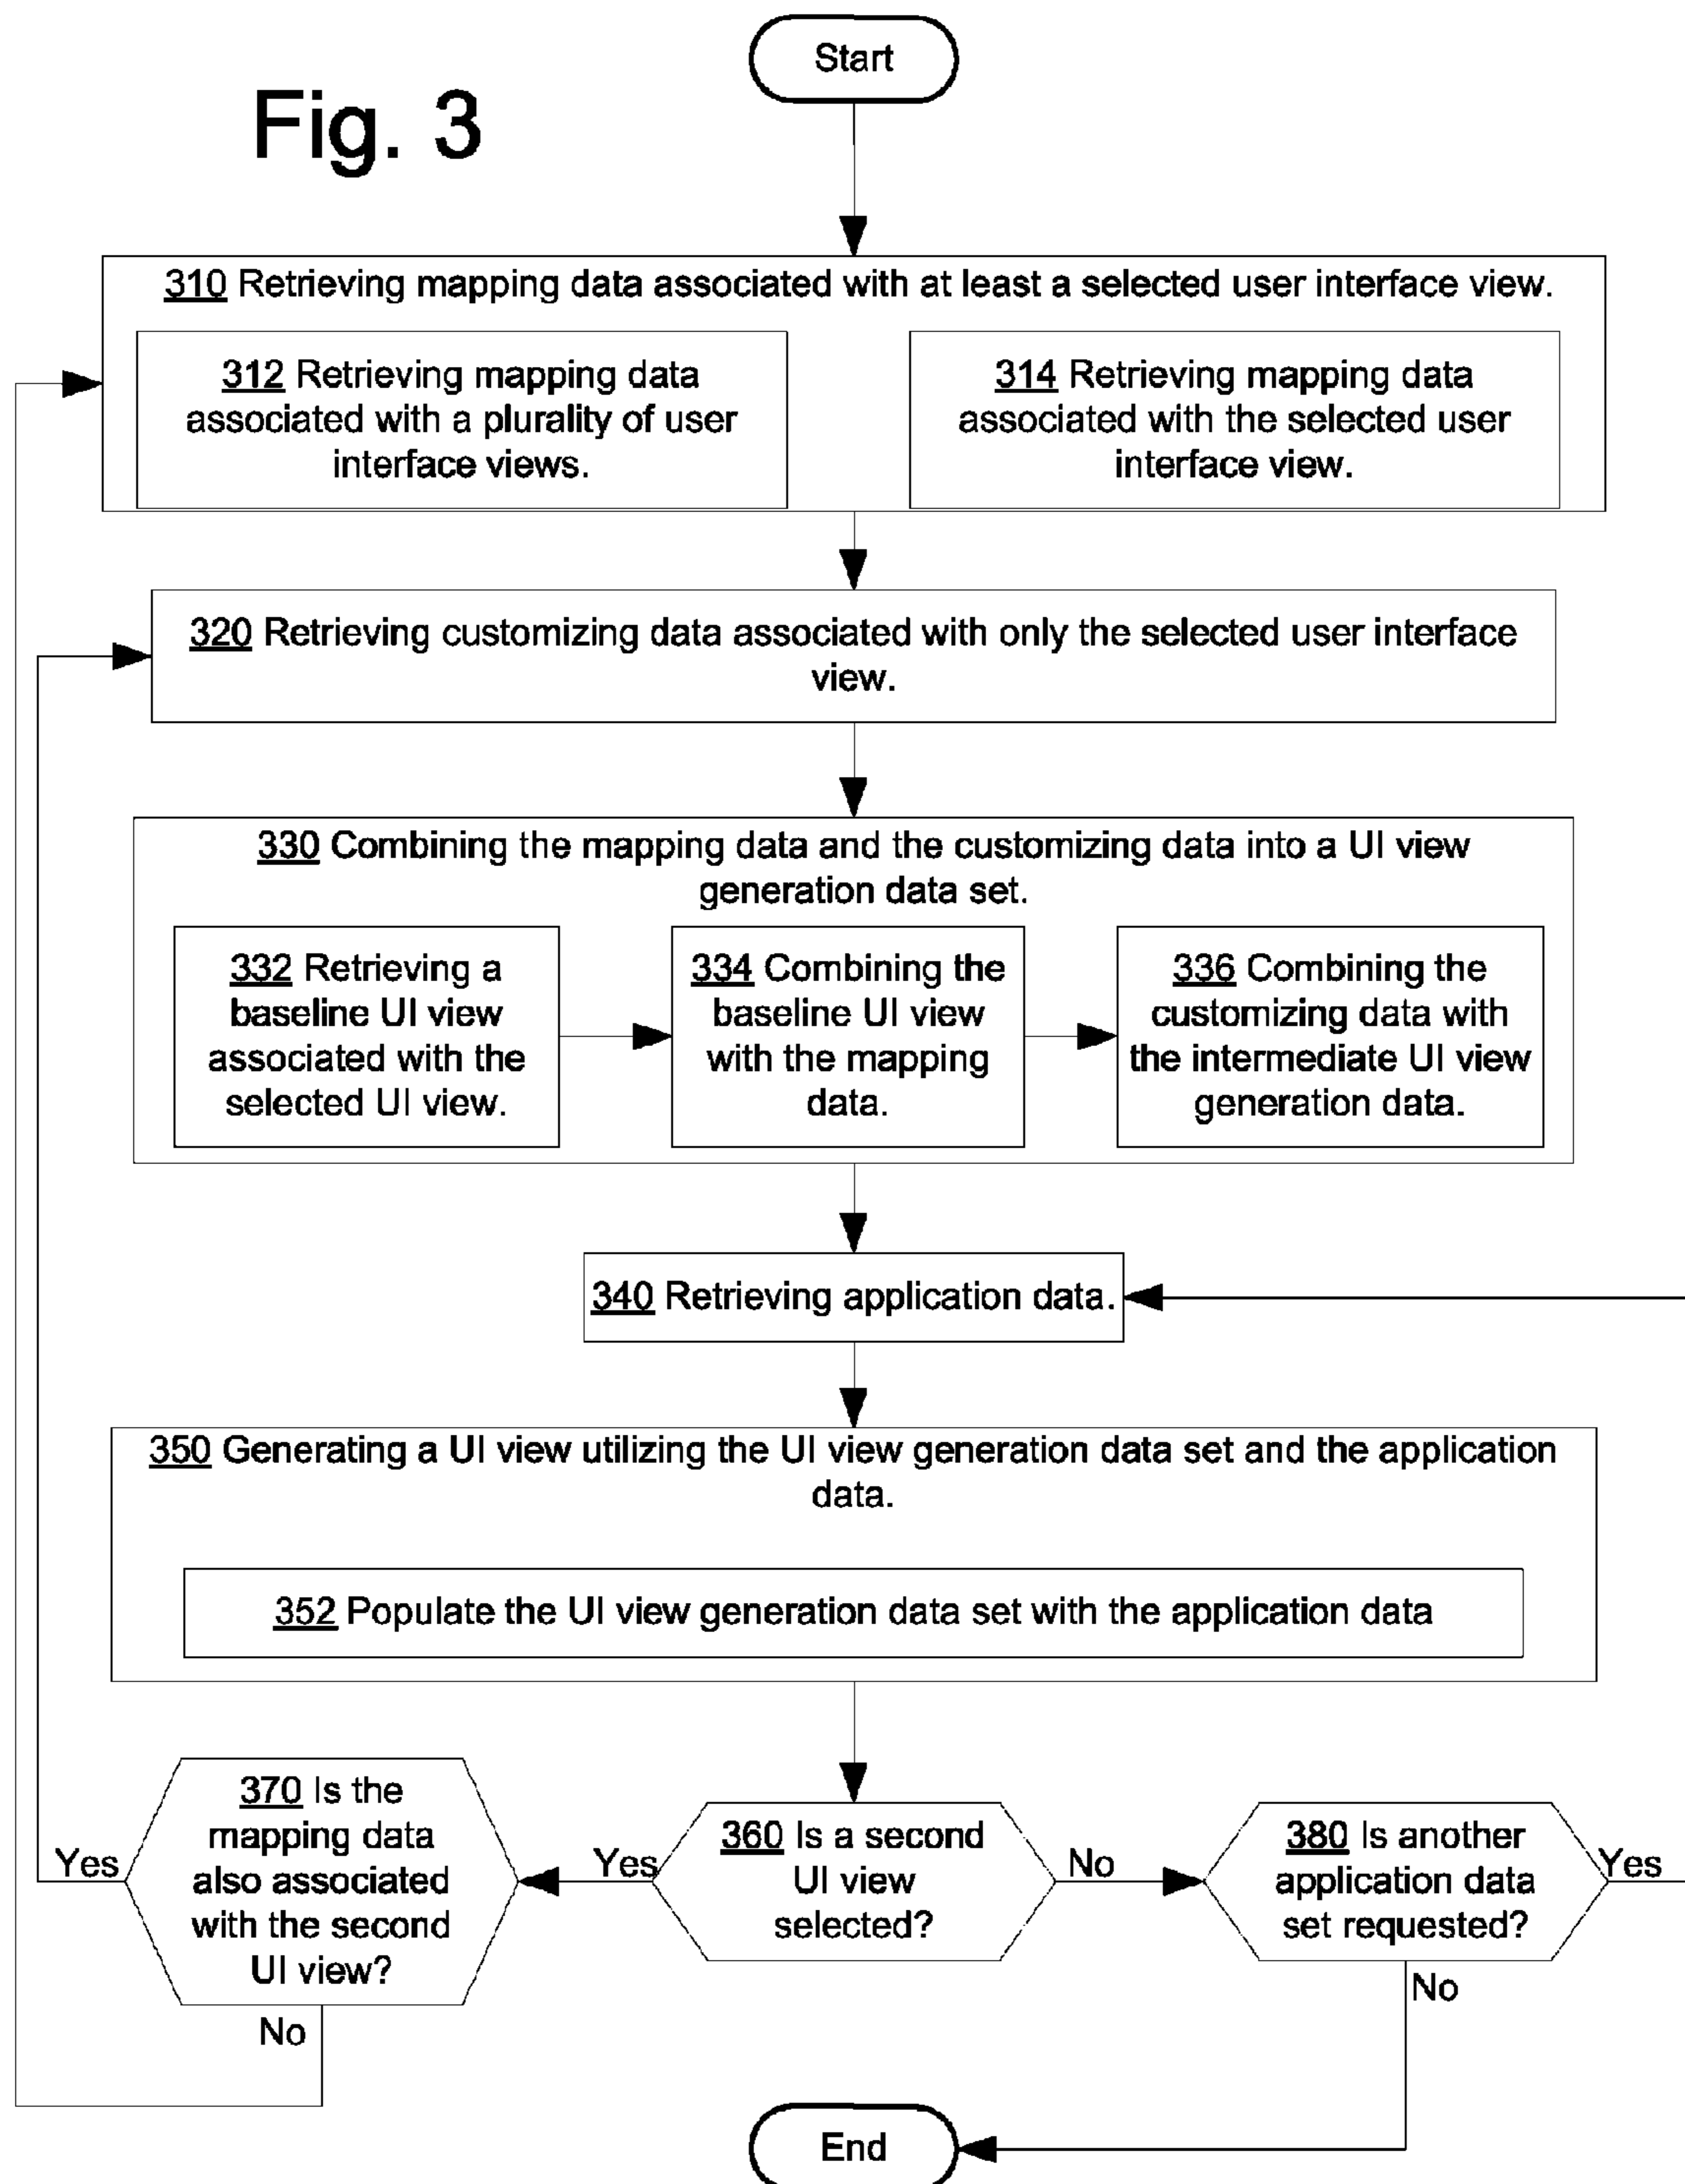 Start
Fig. 3
310 Retrieving mapping data associated with at least a selected user interface view.
312 Retrieving mapping data
associated with a plurality of user
interface views.
314 Retrieving mapping data
associated with the selected user
interface view.
320 Retrieving customizing data associated with only the selected user interface
view.
330 Combining the mapping data and the customizing data into a UI view
generation data set.
332 Retrieving a
baseline UI view
associated with the
selected UI view.
334 Combining the
baseline UI view
with the mapping
data.
336 Combining the
customizing data with
the intermediate UI view
generation data.
340 Retrieving application data.
350 Generating a UI view utilizing the UI view generation data set and the application
data.
352 Populate the UI view generation data set with the application data
Yes
370 Is the
mapping data
also associated
with the second
UI view?
No
Yes
360 Is a second
UI view
selected?
No
380 Is another
application data
set requested?
Yes
No
End